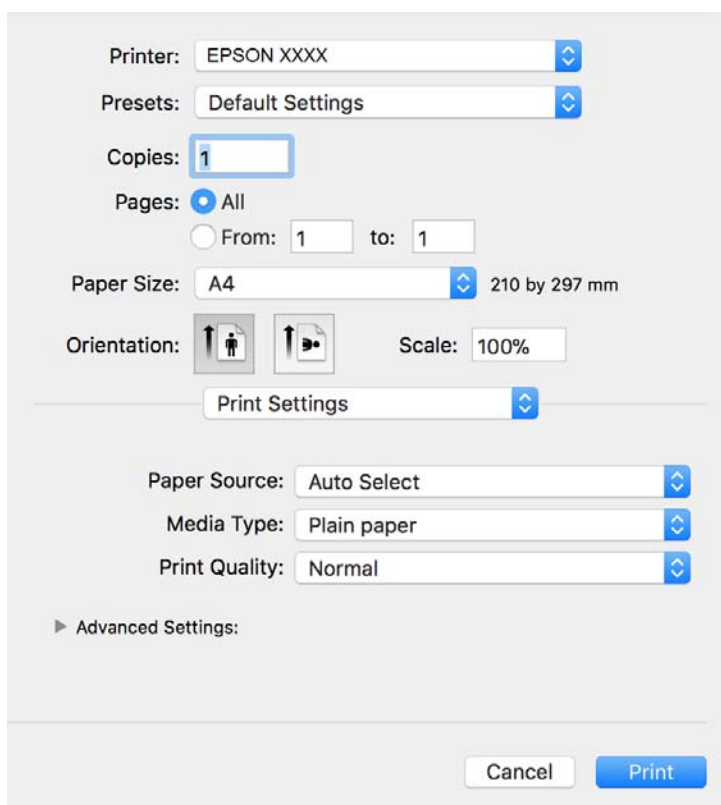 Printer: EPSON XXXX
Presets: Default Settings
Copies: 1
Pages: All
From: 1 to: 1
Paper Size: A4 210 by 297 mm
Orientation: Scale: 100%
Print Settings
Paper Source: Auto Select
Media Type: Plain paper
Print Quality: Normal
Advanced Settings:
Cancel Print